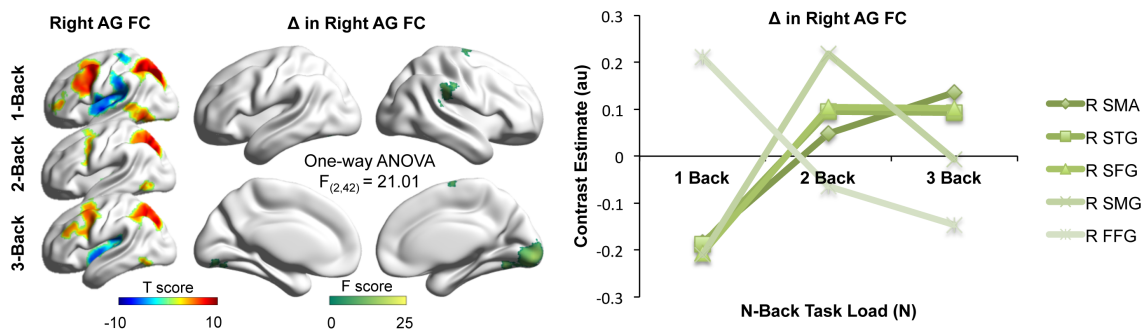 Right AG FC
Δ in Right AG FC
1-Back
2-Back
3-Back
One-way ANOVA
F(2,42) = 21.01
T score
-10 10
F score
0 25
Δ in Right AG FC
Contrast Estimate (au)
0.3
0.2
0.1
0
-0.1
-0.2
-0.3
1 Back 2 Back 3 Back
N-Back Task Load (N)
R SMA
R STG
R SFG
R SMG
R FFG